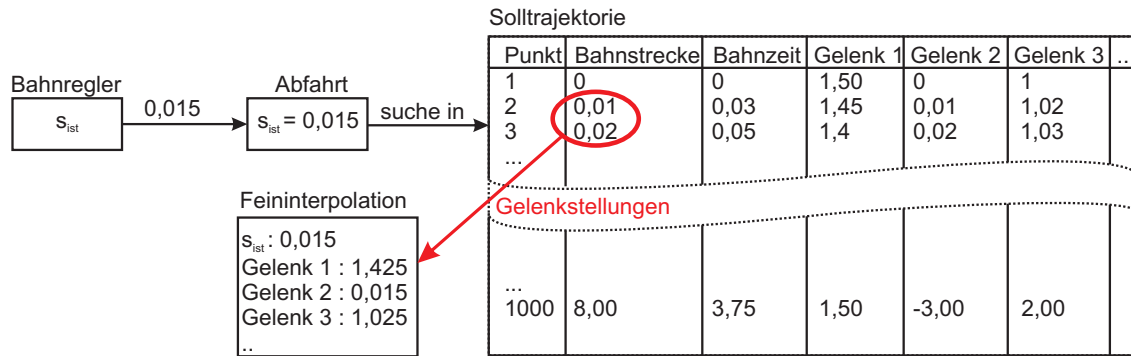 Solltrajektorie
Punkt Bahnstrecke Bahnzeit Gelenk 1 Gelenk 2 Gelenk 3 ..
1 0 0 1,50 0 1
2 0,01 0,03 1,45 0,01 1,02
3 0,02 0,05 1,4 0,02 1,03
...
...
1000 8,00 3,75 1,50 -3,00 2,00
Bahnregler
s_ist
0,015
Abfahrt
s_ist = 0,015
suche in
Gelenkstellungen
Feininterpolation
s_ist : 0,015
Gelenk 1 : 1,425
Gelenk 2 : 0,015
Gelenk 3 : 1,025
..